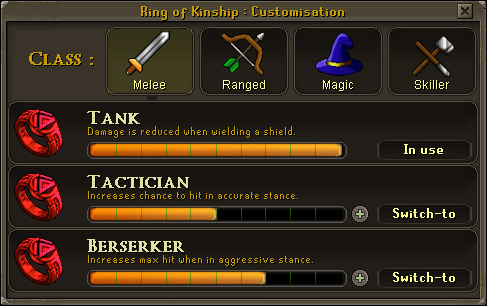 Ring of Kinship : Customisation
CLASS :
Melee
Ranged
Magic
Skiller
TANK
Damage is reduced when wielding a shield.
In use
TACTICIAN
Increases chance to hit in accurate stance.
Switch-to
BERSERKER
Increases max hit when in aggressive stance.
Switch-to